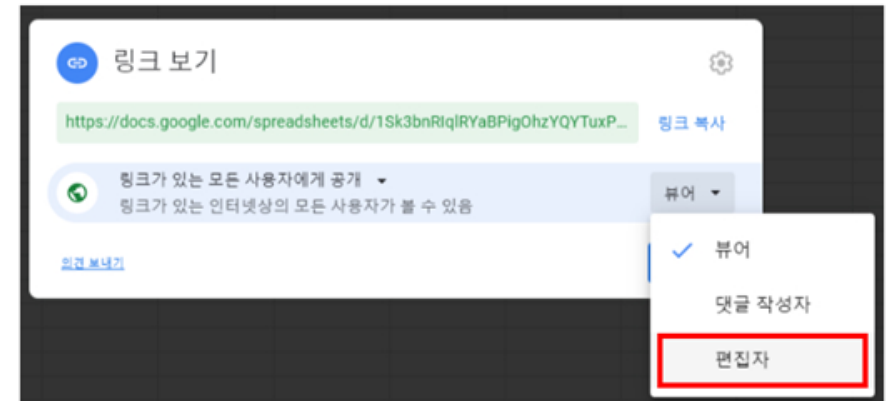 링크 보기
https://docs.google.com/spreadsheets/d/1Sk3bnRIqlRYaBPigOhzYQYTuxP...
링크 복사
링크가 있는 모든 사용자에게 공개
링크가 있는 인터넷상의 모든 사용자가 볼 수 있음
뷰어
의견 보내기
뷰어
댓글 작성자
편집자